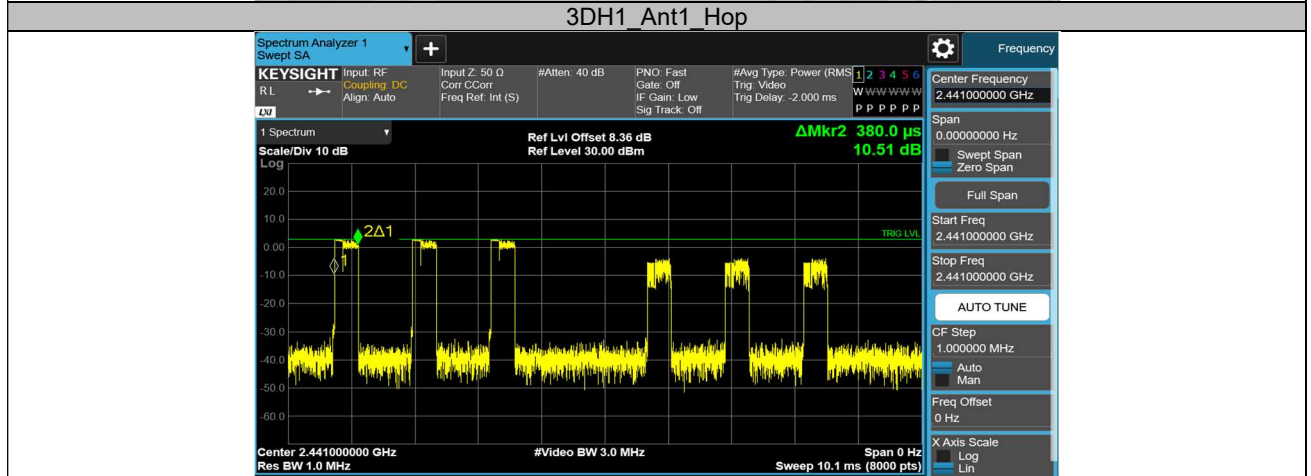 3DH1_Ant1_Hop
Spectrum Analyzer 1
Swept SA
+
Frequency
KEYSIGHT
RL
LXI
Input: RF
Coupling: DC
Align: Auto
Input Z: 50 Ω
Corr CCorr
Freq Ref: Int (S)
#Atten: 40 dB
PNO: Fast
Gate: Off
IF Gain: Low
Sig Track: Off
#Avg Type: Power (RMS
Trig: Video
Trig Delay: -2.000 ms
1 2 3 4 5 6
W W W W W W
P P P P P P
1 Spectrum
Scale/Div 10 dB
Log
Ref Lvl Offset 8.36 dB
Ref Level 30.00 dBm
ΔMkr2 380.0 µs
10.51 dB
20.0
10.0
0.00
-10.0
-20.0
-30.0
-40.0
-50.0
-60.0
2Δ1
1
TRIG LVL
Center 2.441000000 GHz
Res BW 1.0 MHz
#Video BW 3.0 MHz
Span 0 Hz
Sweep 10.1 ms (8000 pts)
Center Frequency
2.441000000 GHz
Span
0.00000000 Hz
Swept Span
Zero Span
Full Span
Start Freq
2.441000000 GHz
Stop Freq
2.441000000 GHz
AUTO TUNE
CF Step
1.000000 MHz
Auto
Man
Freq Offset
0 Hz
X Axis Scale
Log
Lin